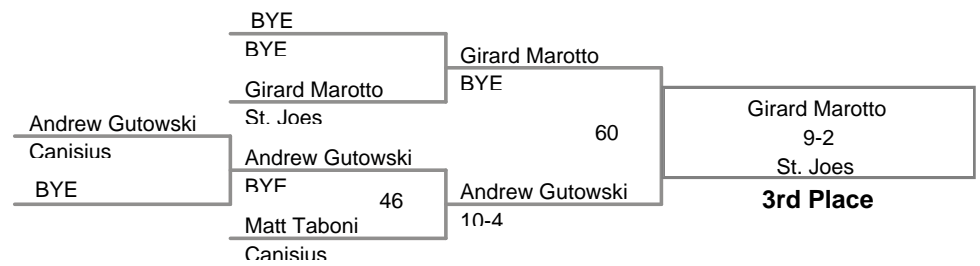 BYE
BYE
Girard Marotto
St. Joes
Girard Marotto
BYE
Andrew Gutowski
Canisius
BYE
Andrew Gutowski
BYE
46
Matt Taboni
Canisius
Andrew Gutowski
10-4
60
Girard Marotto
9-2
St. Joes
3rd Place